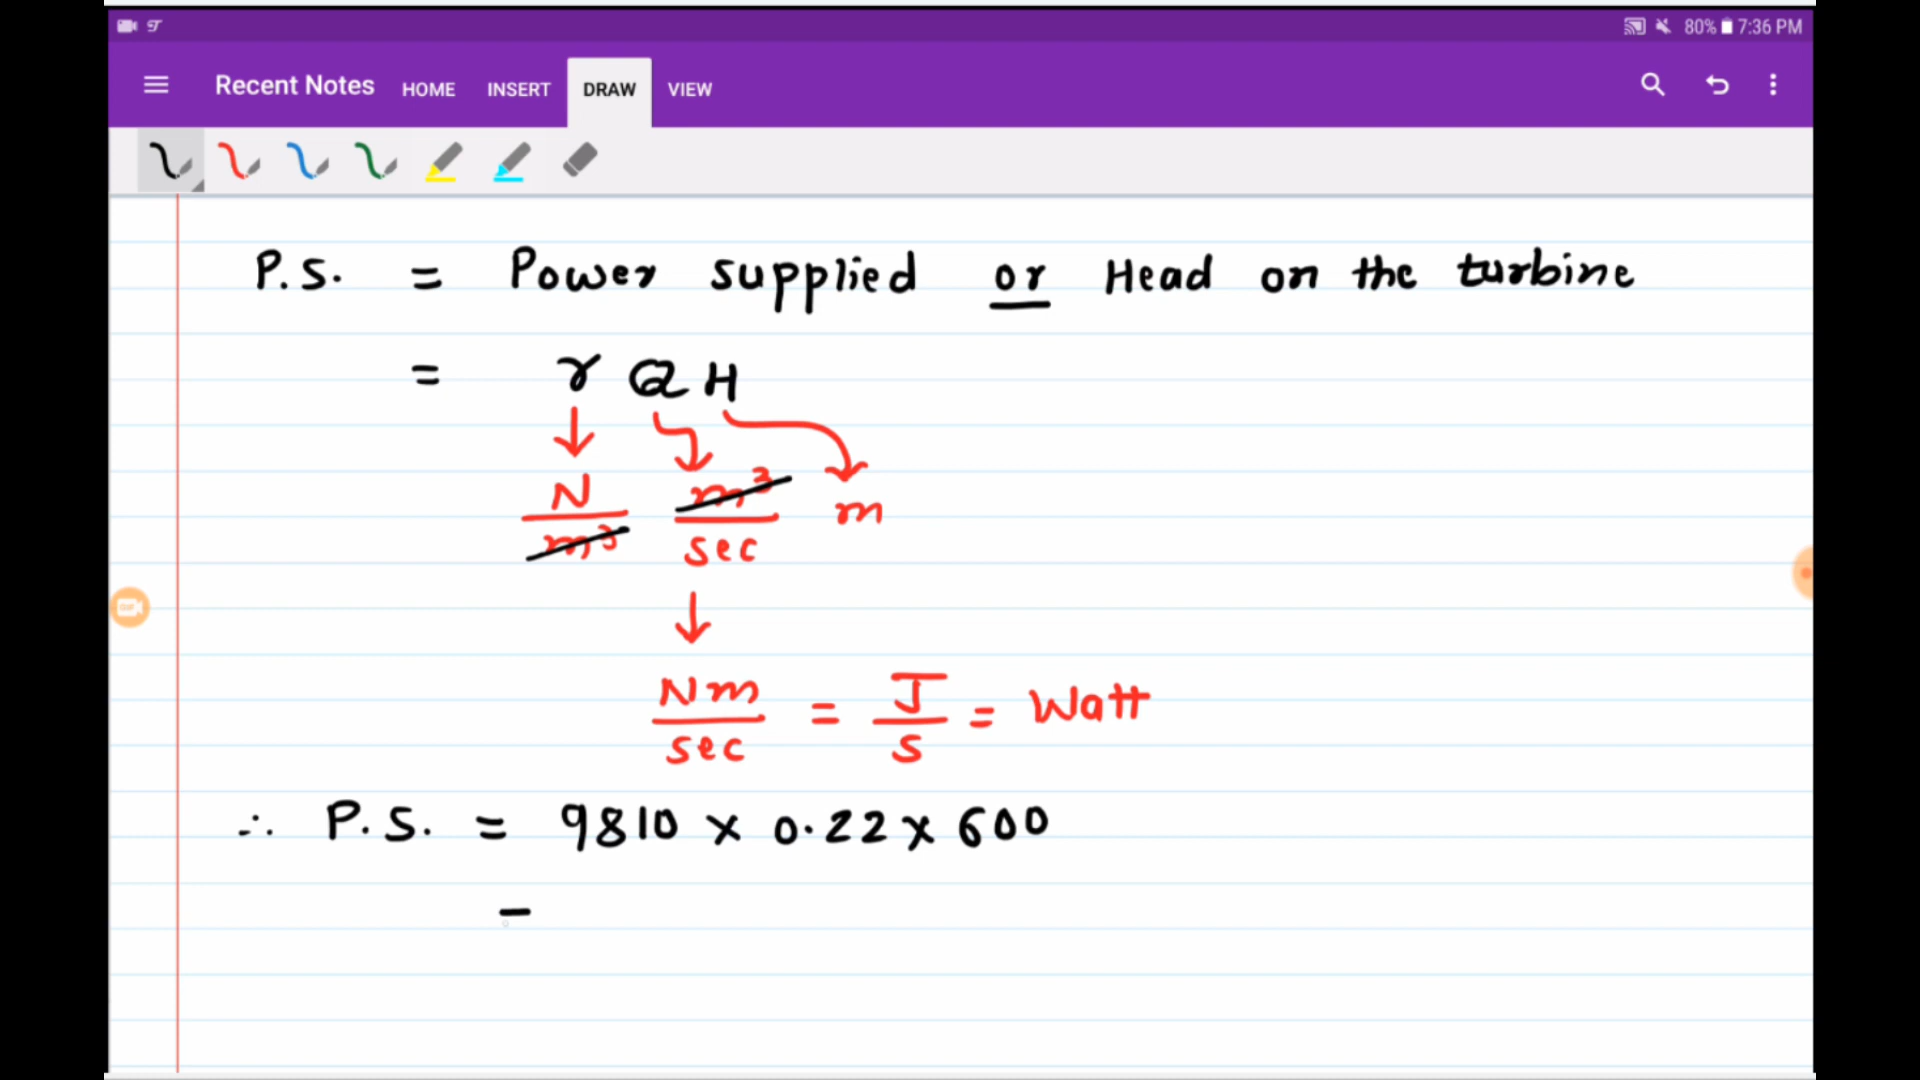 80% 7:36 PM
Recent Notes HOME INSERT DRAW VIEW
P.S. = Power supplied or Head on the turbine
= γ Q H
N/m³ m³/sec m
Nm/sec = J/s = Watt
∴ P.S. = 9810 × 0.22 × 600
GIF